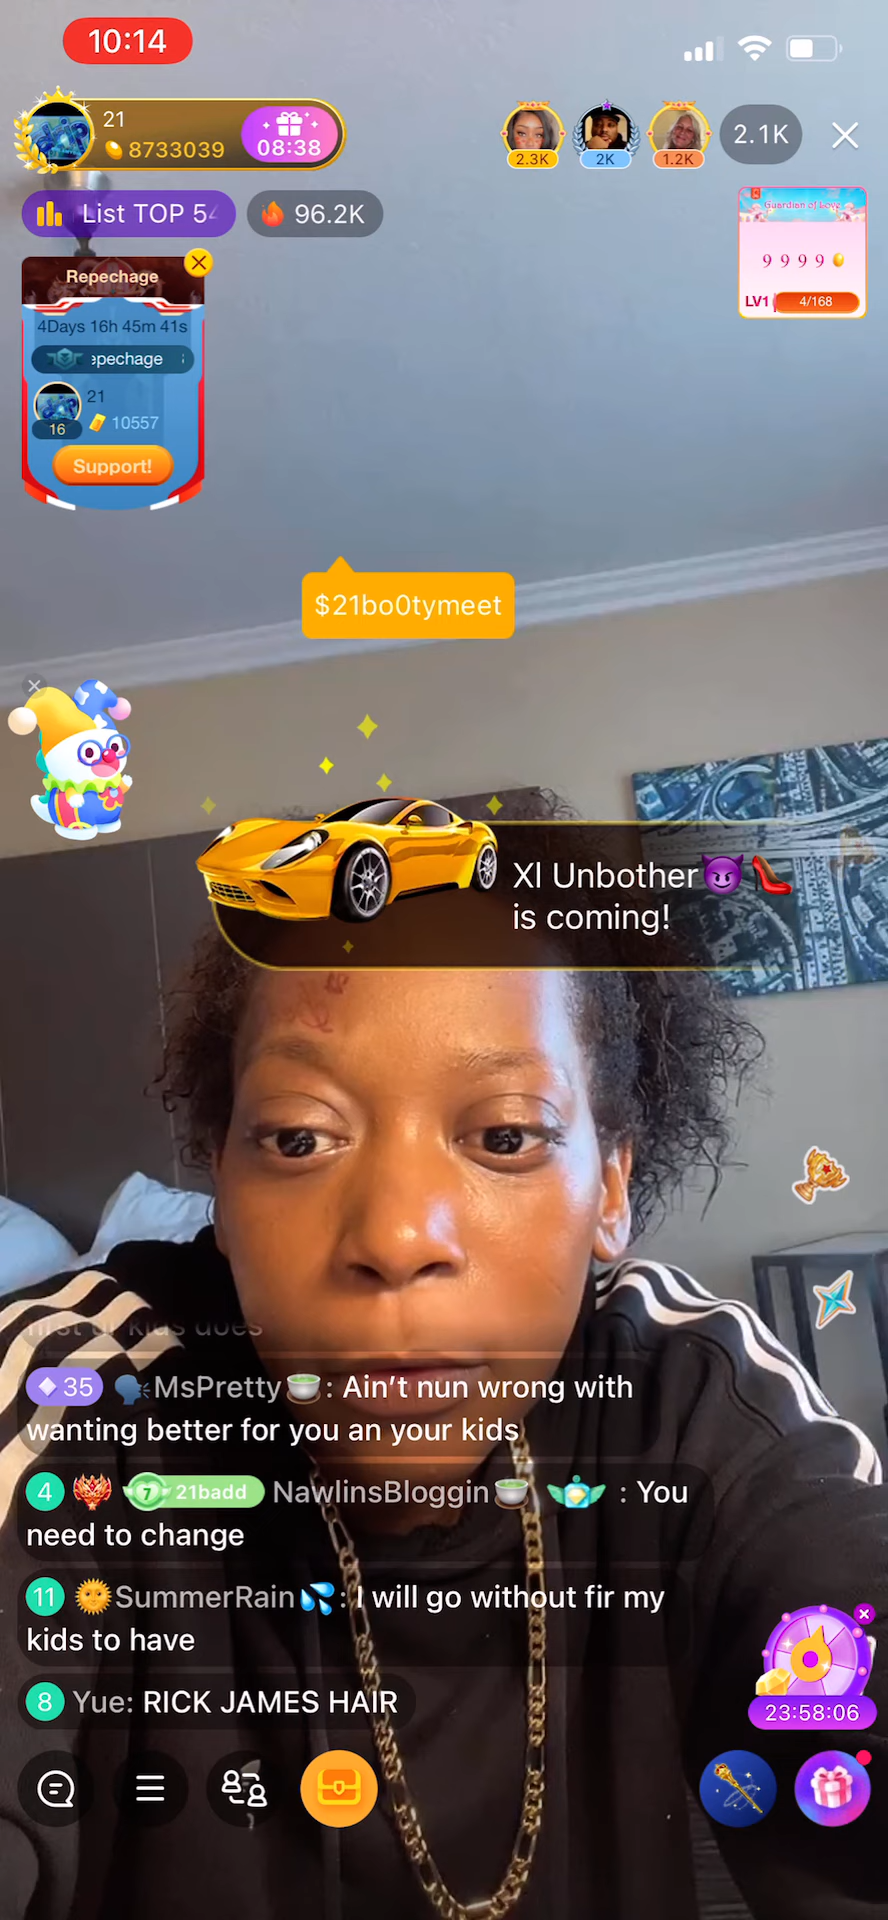 10:14
21
8733039
08:38
2.3K
2K
1.2K
2.1K
List TOP 5
96.2K
Guardian of Love
9999
LV1
4/168
Repechage
4Days 16h 45m 41s
epechage
21
16
10557
Support!
$21bo0tymeet
Xl Unbother😈👠
is coming!
kids does
35 🗣️MsPretty🍵: Ain't nun wrong with
wanting better for you an your kids
4 7 21badd NawlinsBloggin🍵 : You
need to change
11 🌞SummerRain💦: I will go without fir my
kids to have
8 Yue: RICK JAMES HAIR
23:58:06